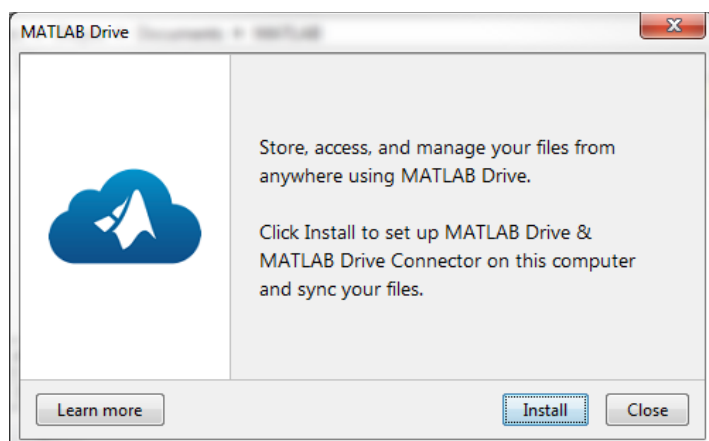 MATLAB Drive
Store, access, and manage your files from
anywhere using MATLAB Drive.
Click Install to set up MATLAB Drive &
MATLAB Drive Connector on this computer
and sync your files.
Learn more
Install
Close